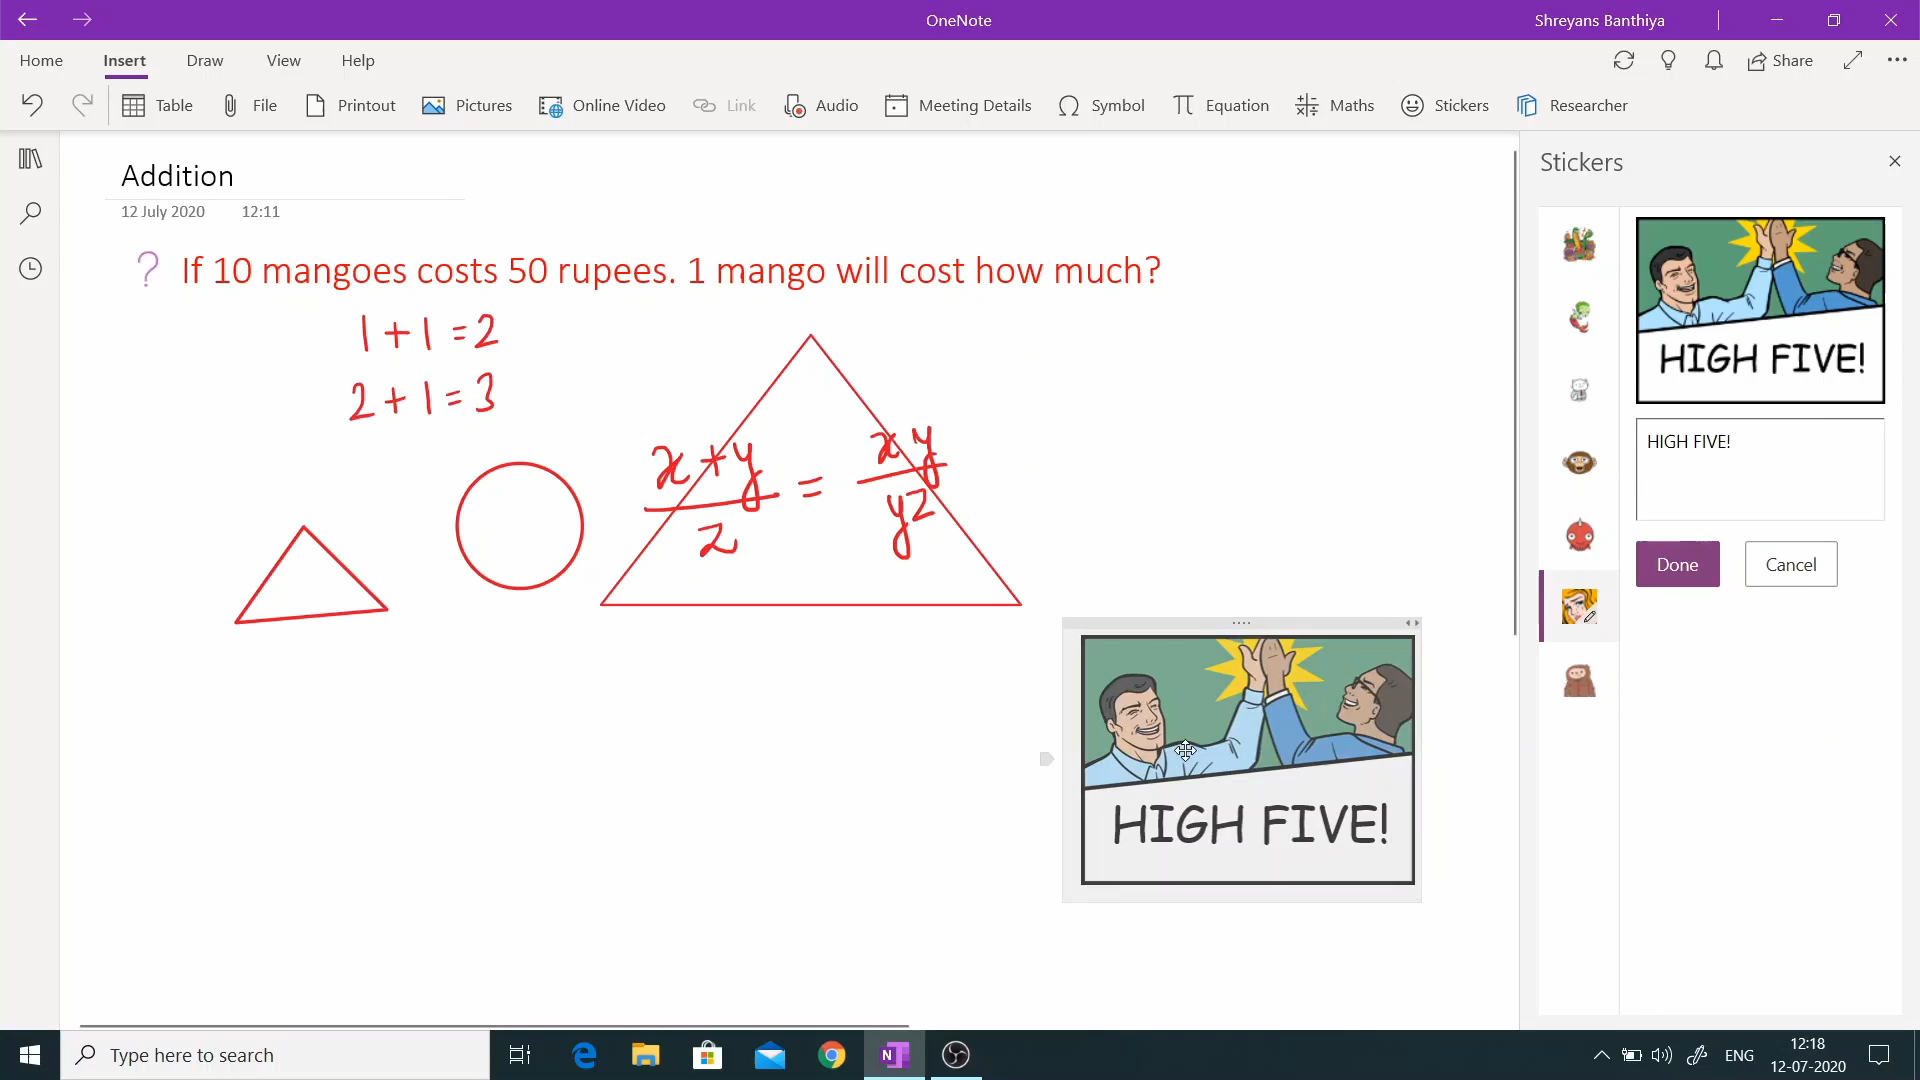 OneNote
Shreyans Banthiya
Home Insert Draw View Help
Share
Table File Printout Pictures Online Video Link Audio Meeting Details Symbol Equation Maths Stickers Researcher
Addition
12 July 2020 12:11
? If 10 mangoes costs 50 rupees. 1 mango will cost how much?
1 + 1 = 2
2 + 1 = 3
x + y / 2 = xy / y2
HIGH FIVE!
Stickers
HIGH FIVE!
HIGH FIVE!
Done Cancel
Type here to search
ENG
12:18
12-07-2020